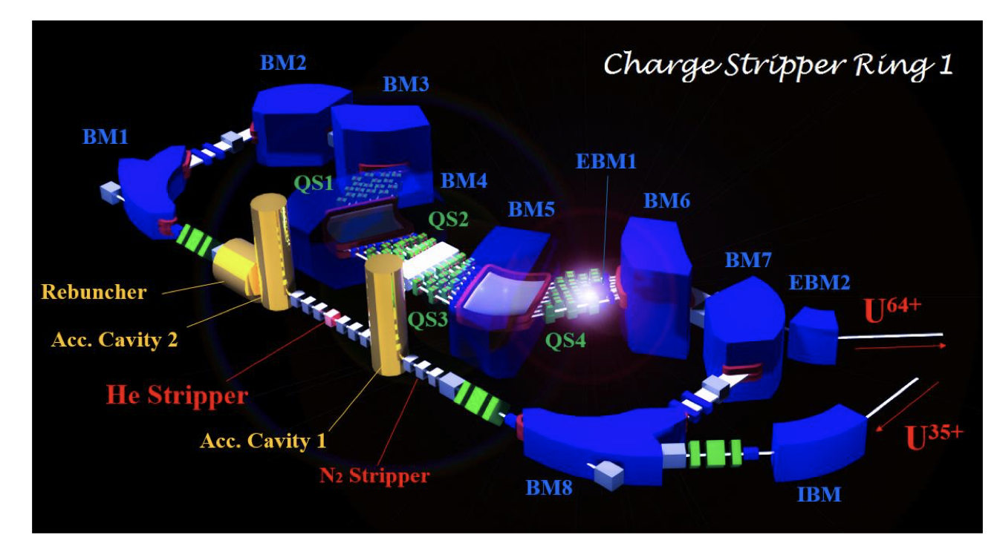 Charge Stripper Ring 1
BM2
BM3
BM1
EBM1
QS1
BM4
BM6
BM5
QS2
BM7
EBM2
Rebuncher
U64+
QS3
QS4
Acc. Cavity 2
He Stripper
U35+
Acc. Cavity 1
N2 Stripper
BM8
IBM